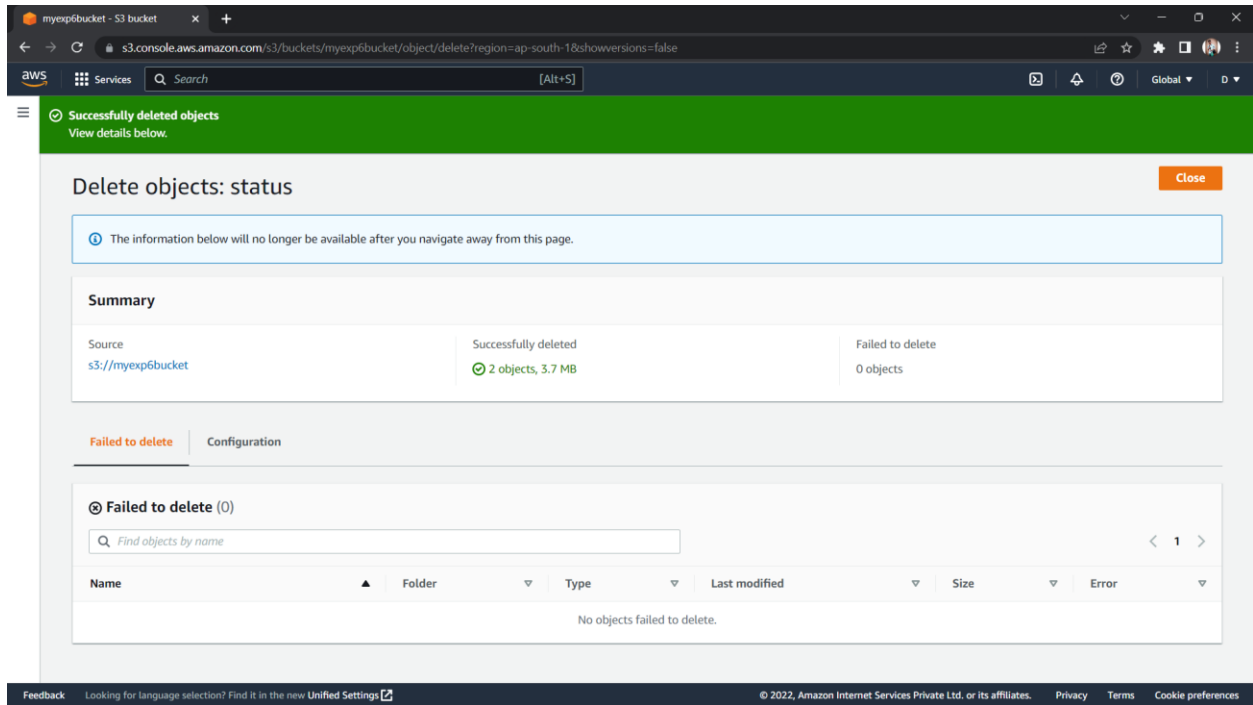 myexp6bucket - S3 bucket
s3.console.aws.amazon.com/s3/buckets/myexp6bucket/object/delete?region=ap-south-1&showversions=false
aws Services Search [Alt+S] Global D
Successfully deleted objects
View details below.
Delete objects: status Close
The information below will no longer be available after you navigate away from this page.
Summary
Source Successfully deleted Failed to delete
s3://myexp6bucket 2 objects, 3.7 MB 0 objects
Failed to delete Configuration
Failed to delete (0)
Find objects by name 1
Name Folder Type Last modified Size Error
No objects failed to delete.
Feedback Looking for language selection? Find it in the new Unified Settings © 2022, Amazon Internet Services Private Ltd. or its affiliates. Privacy Terms Cookie preferences